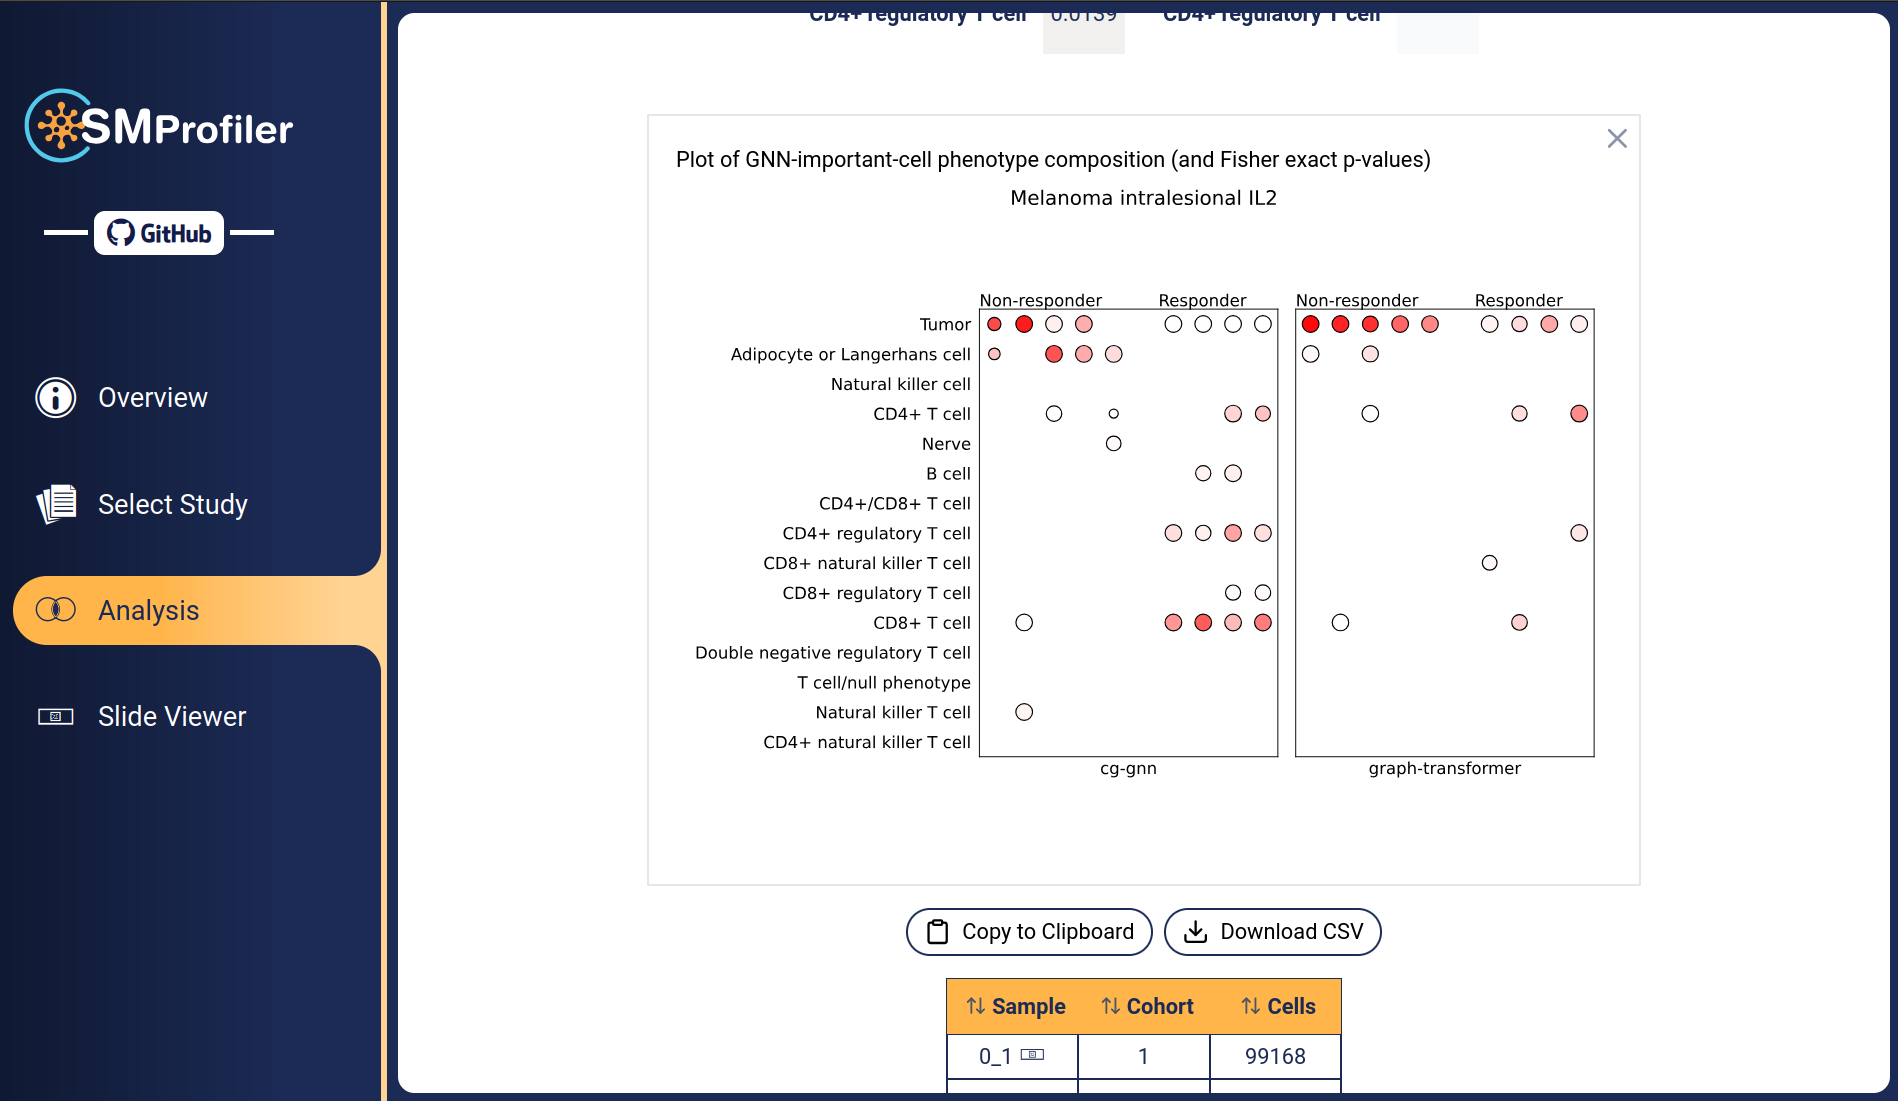 CD4+ regulatory T cell 0.0139 CD4+ regulatory T cell
SMProfiler
GitHub
Overview
Select Study
Analysis
Slide Viewer
Plot of GNN-important-cell phenotype composition (and Fisher exact p-values)
Melanoma intralesional IL2
Non-responder Responder Non-responder Responder
Tumor
Adipocyte or Langerhans cell
Natural killer cell
CD4+ T cell
Nerve
B cell
CD4+/CD8+ T cell
CD4+ regulatory T cell
CD8+ natural killer T cell
CD8+ regulatory T cell
CD8+ T cell
Double negative regulatory T cell
T cell/null phenotype
Natural killer T cell
CD4+ natural killer T cell
cg-gnn graph-transformer
Copy to Clipboard Download CSV
Sample Cohort Cells
0_1 1 99168